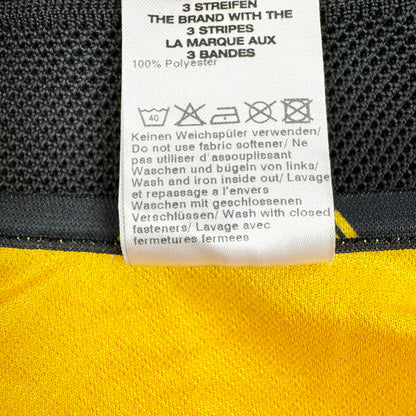 3 STREIFEN
THE BRAND WITH THE
3 STRIPES
LA MARQUE AUX
3 BANDES
100% Polyester
40
Keinen Weichspüler verwenden/
Do not use fabric softener/ Ne
pas utiliser d'assouplissant
Waschen und bügeln von links/
Wash and iron inside out/ Lavage
et repassage a l'envers
Waschen mit geschlossenen
Verschlüssen/ Wash with closed
fasteners/ Lavage avec
fermetures fermees